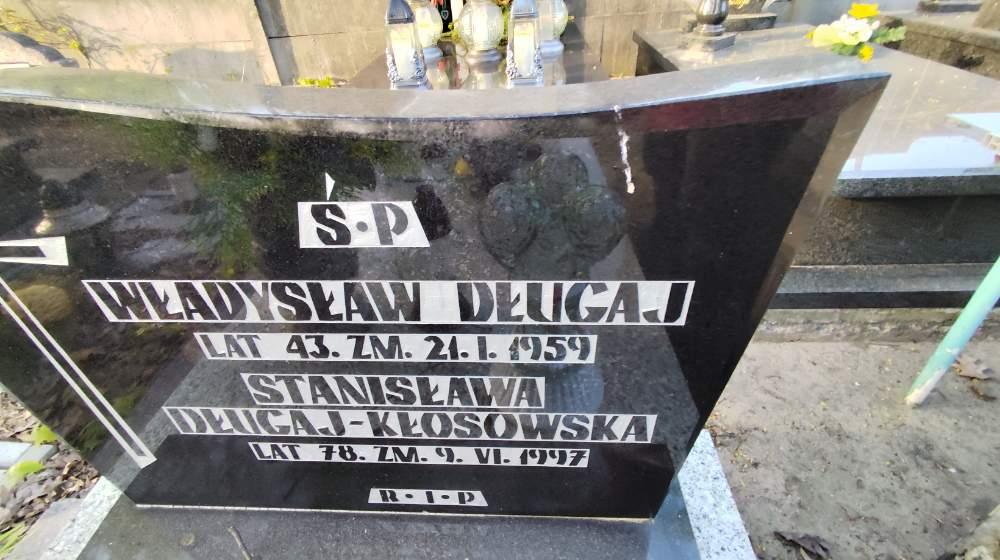 Ś·P
WŁADYSŁAW DŁUGAJ
LAT 43. ZM. 21. I. 1959
STANISŁAWA
DŁUGAJ-KŁOSOWSKA
LAT 78. ZM. 9. VI. 1997
R·I·P